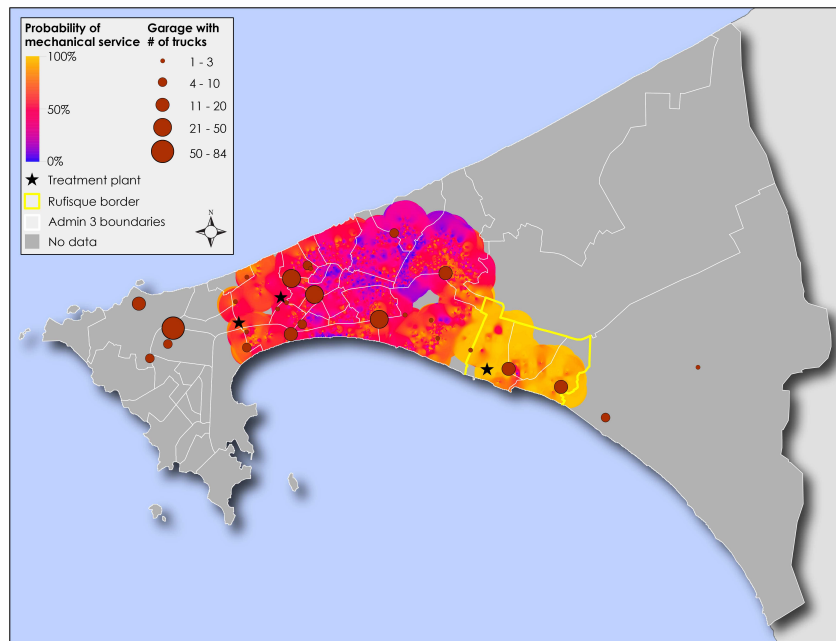 Probability of
mechanical service
100%
50%
0%
Garage with
# of trucks
1 - 3
4 - 10
11 - 20
21 - 50
50 - 84
Treatment plant
Rufisque border
Admin 3 boundaries
No data
N